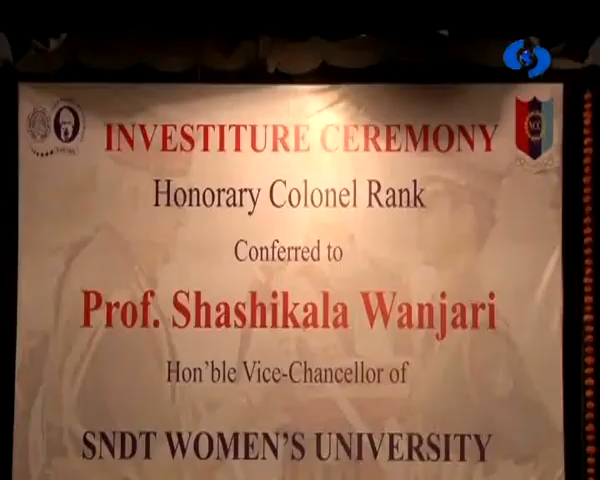 INVESTITURE CEREMONY
Honorary Colonel Rank
Conferred to
Prof. Shashikala Wanjari
Hon'ble Vice-Chancellor of
SNDT WOMEN'S UNIVERSITY